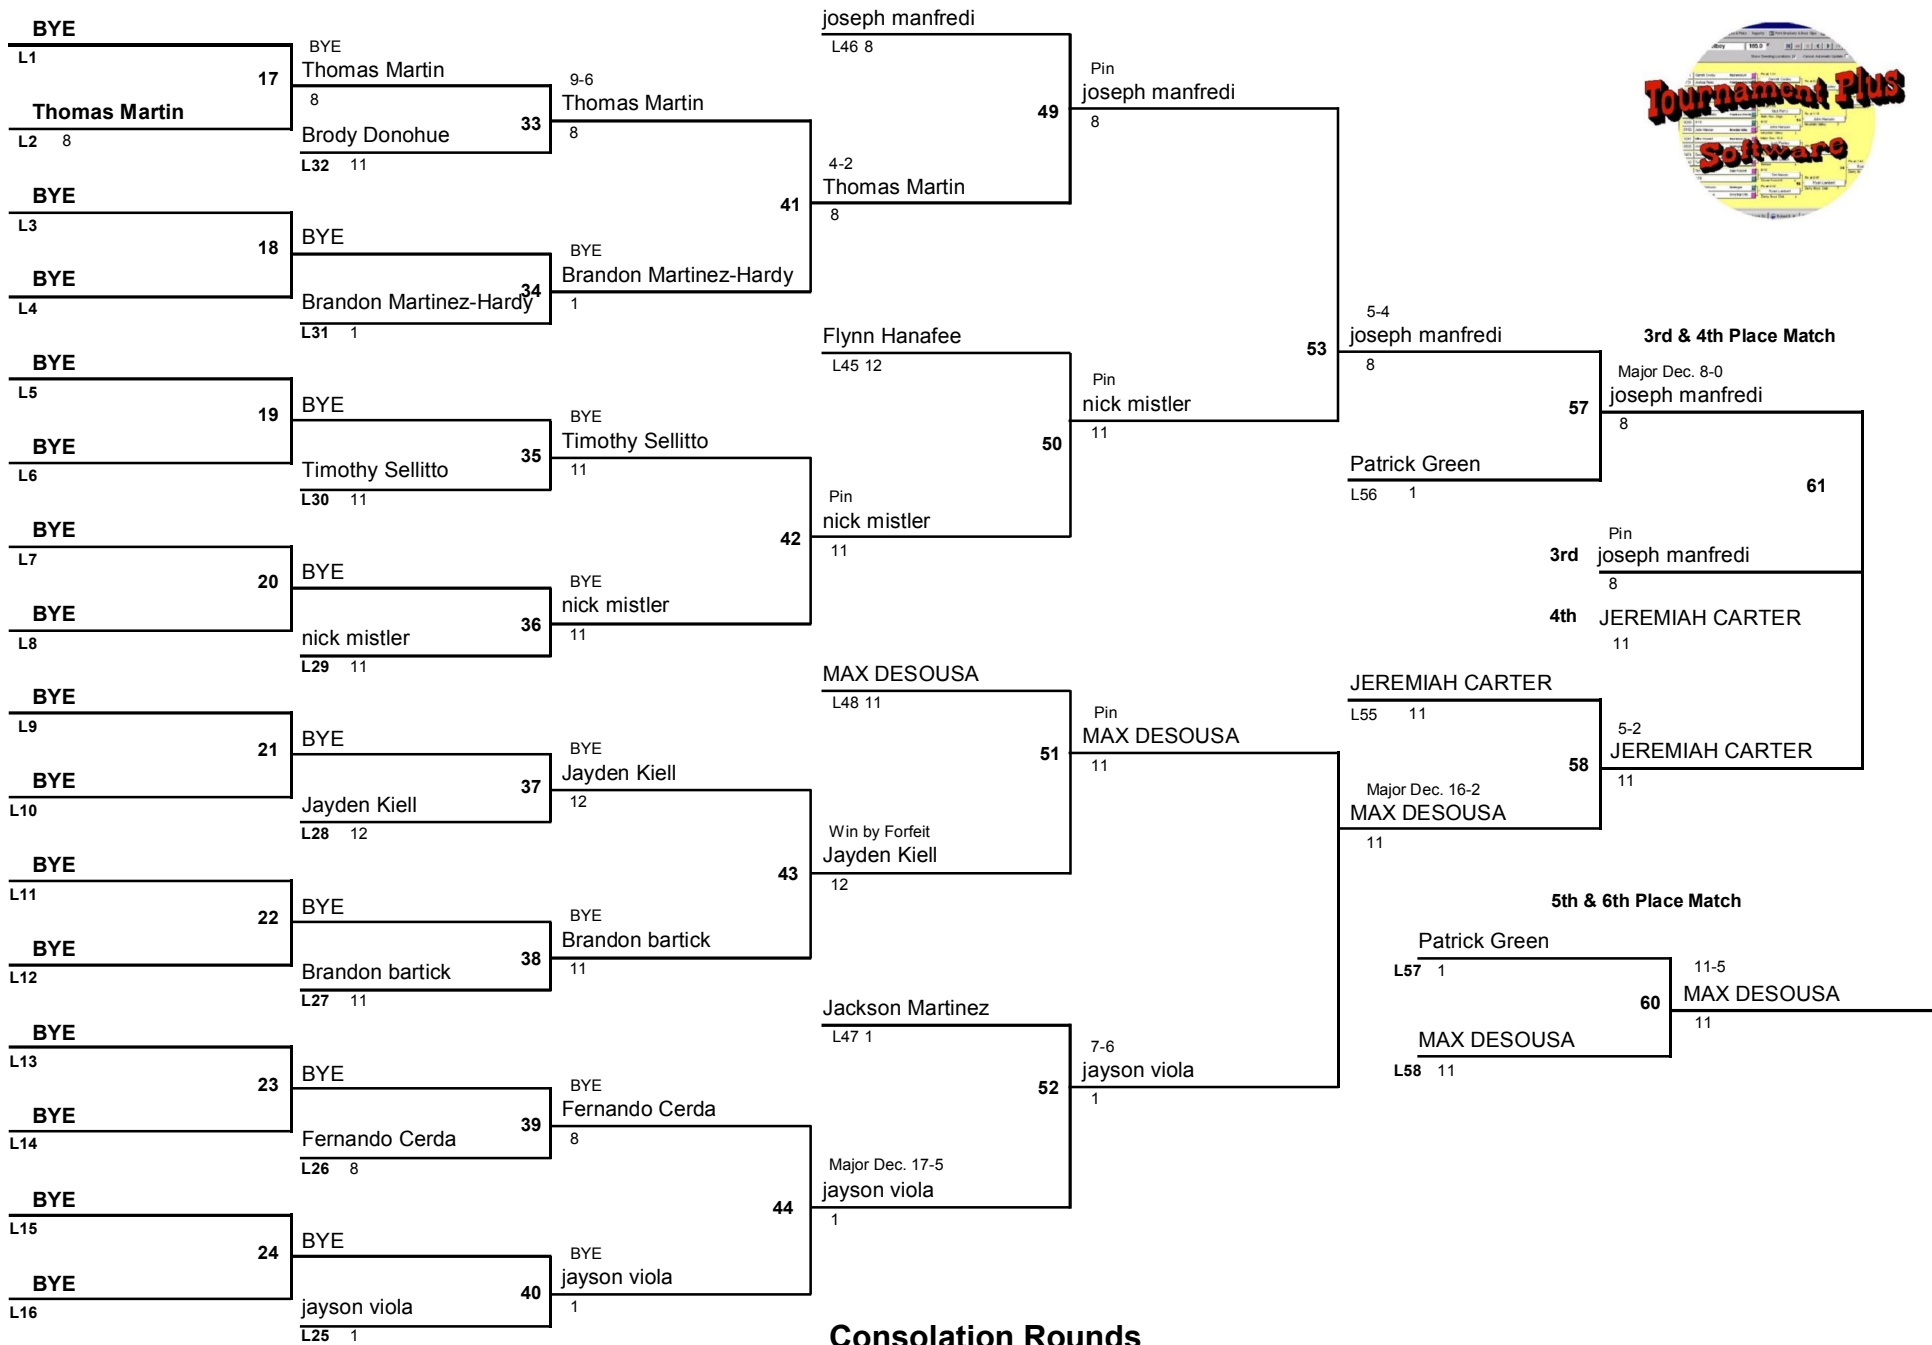 BYE
L1
17
Thomas Martin
L2 8
BYE
L3
18
BYE
L4
BYE
L5
19
BYE
L6
BYE
L7
20
BYE
L8
BYE
L9
21
BYE
L10
BYE
L11
22
BYE
L12
BYE
L13
23
BYE
L14
BYE
L15
24
BYE
L16
BYE
Thomas Martin
8
33
Brody Donohue
L32 11
BYE
34
Brandon Martinez-Hardy
L31 1
BYE
35
Timothy Sellitto
L30 11
BYE
36
nick mistler
L29 11
BYE
37
Jayden Kiell
L28 12
BYE
38
Brandon bartick
L27 11
BYE
39
Fernando Cerda
L26 8
BYE
40
jayson viola
L25 1
9-6
Thomas Martin
8
41
BYE
Brandon Martinez-Hardy
1
BYE
Timothy Sellitto
11
42
BYE
nick mistler
11
BYE
Jayden Kiell
12
43
BYE
Brandon bartick
11
BYE
Fernando Cerda
8
44
BYE
jayson viola
1
joseph manfredi
L46 8
49
4-2
Thomas Martin
8
Flynn Hanafee
L45 12
50
Pin
nick mistler
11
MAX DESOUSA
L48 11
51
Win by Forfeit
Jayden Kiell
12
Jackson Martinez
L47 1
52
Major Dec. 17-5
jayson viola
1
Pin
joseph manfredi
8
53
Pin
nick mistler
11
Pin
MAX DESOUSA
11
7-6
jayson viola
1
5-4
joseph manfredi
8
57
Patrick Green
L56 1
JEREMIAH CARTER
L55 11
58
Major Dec. 16-2
MAX DESOUSA
11
Tournament Plus
Software
3rd & 4th Place Match
Major Dec. 8-0
joseph manfredi
8
61
Pin
3rd joseph manfredi
8
4th JEREMIAH CARTER
11
5-2
JEREMIAH CARTER
11
5th & 6th Place Match
Patrick Green
L57 1
60
MAX DESOUSA
L58 11
11-5
MAX DESOUSA
11
Consolation Rounds